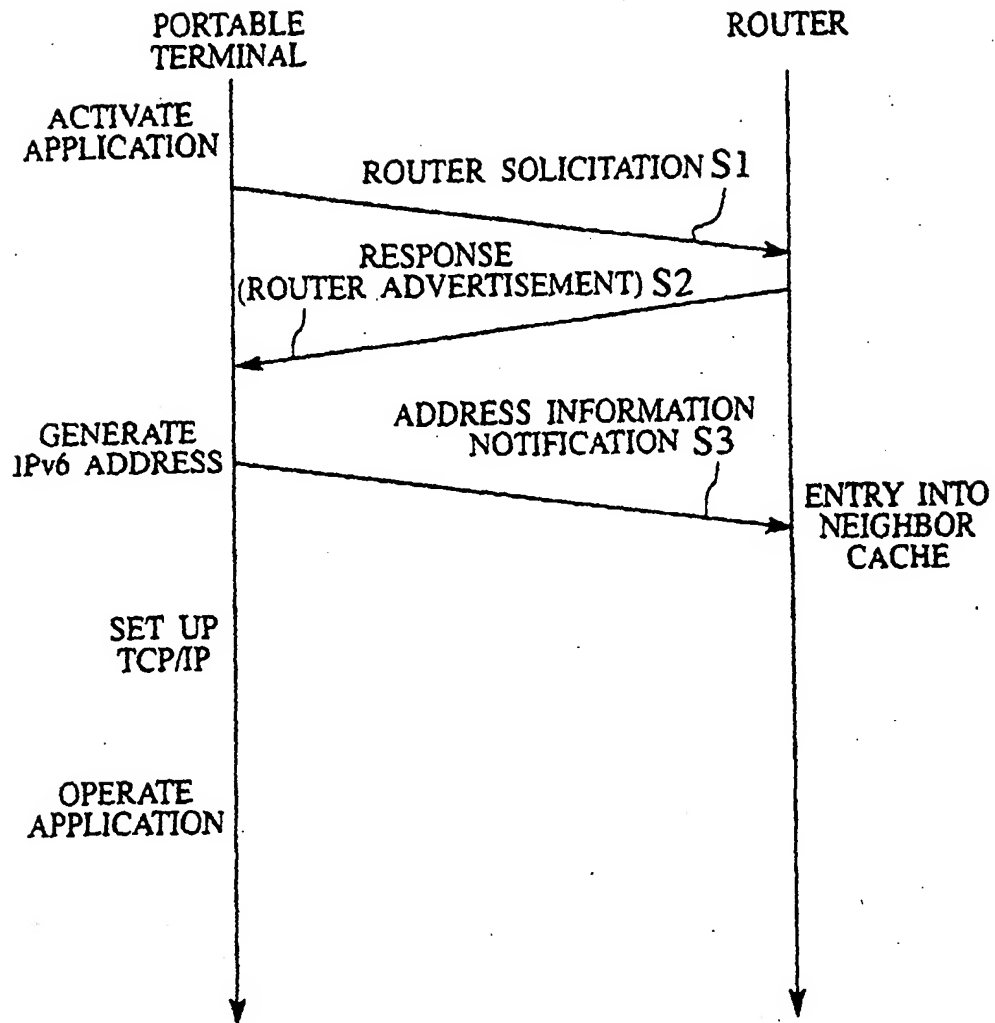 PORTABLE
TERMINAL
ROUTER
ACTIVATE
APPLICATION
ROUTER SOLICITATION S1
RESPONSE
(ROUTER ADVERTISEMENT) S2
ADDRESS INFORMATION
NOTIFICATION S3
GENERATE
IPv6 ADDRESS
ENTRY INTO
NEIGHBOR
CACHE
SET UP
TCP/IP
OPERATE
APPLICATION